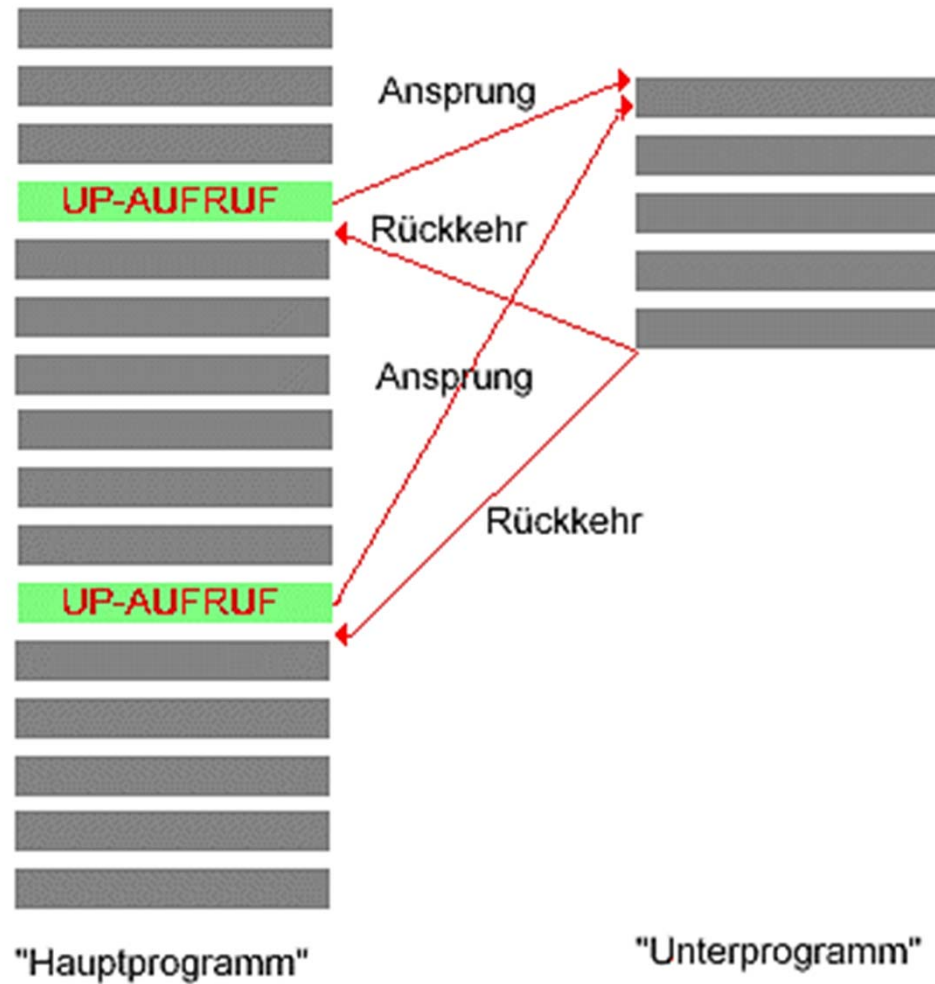 Ansprung
UP-AUFRUF
Rückkehr
Ansprung
Rückkehr
UP-AUFRUF
"Hauptprogramm"
"Unterprogramm"